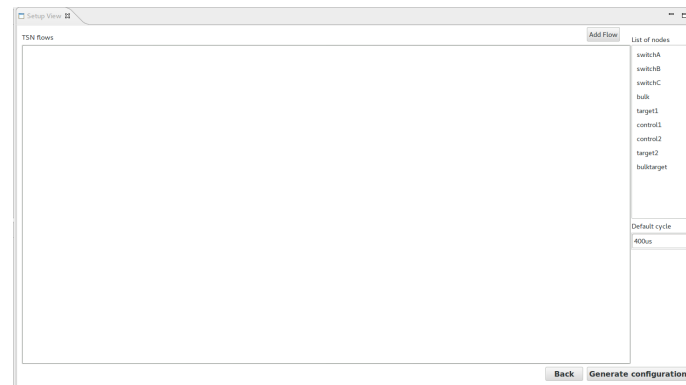 Setup View
TSN flows
Add Flow
List of nodes
switchA
switchB
switchC
bulk
target1
control1
control2
target2
bulktarget
Default cycle
400us
Back
Generate configuration